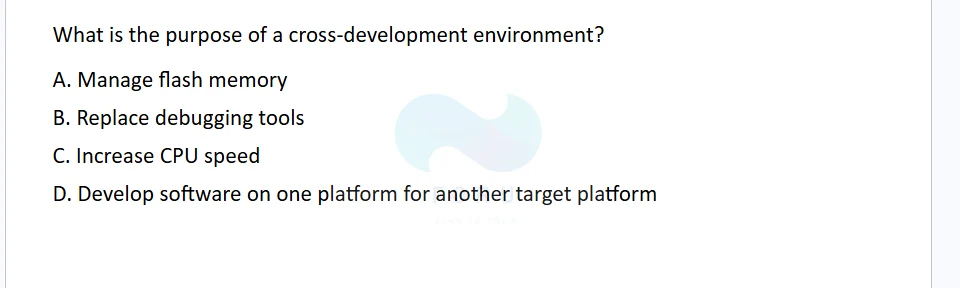 What is the purpose of a cross-development environment?
A. Manage flash memory
B. Replace debugging tools
C. Increase CPU speed
D. Develop software on one platform for another target platform